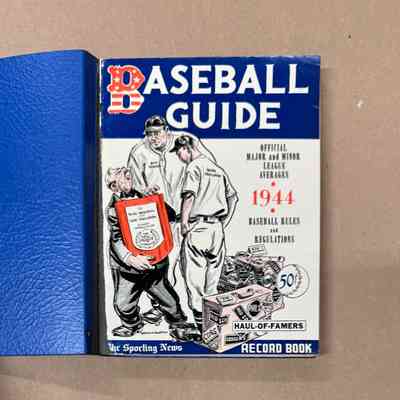 BASEBALL
GUIDE
OFFICIAL
MAJOR and MINOR
LEAGUE
AVERAGES
1944
BASEBALL RULES
and
REGULATIONS
50¢
HAUL-OF-FAMERS
The Sporting News
RECORD BOOK